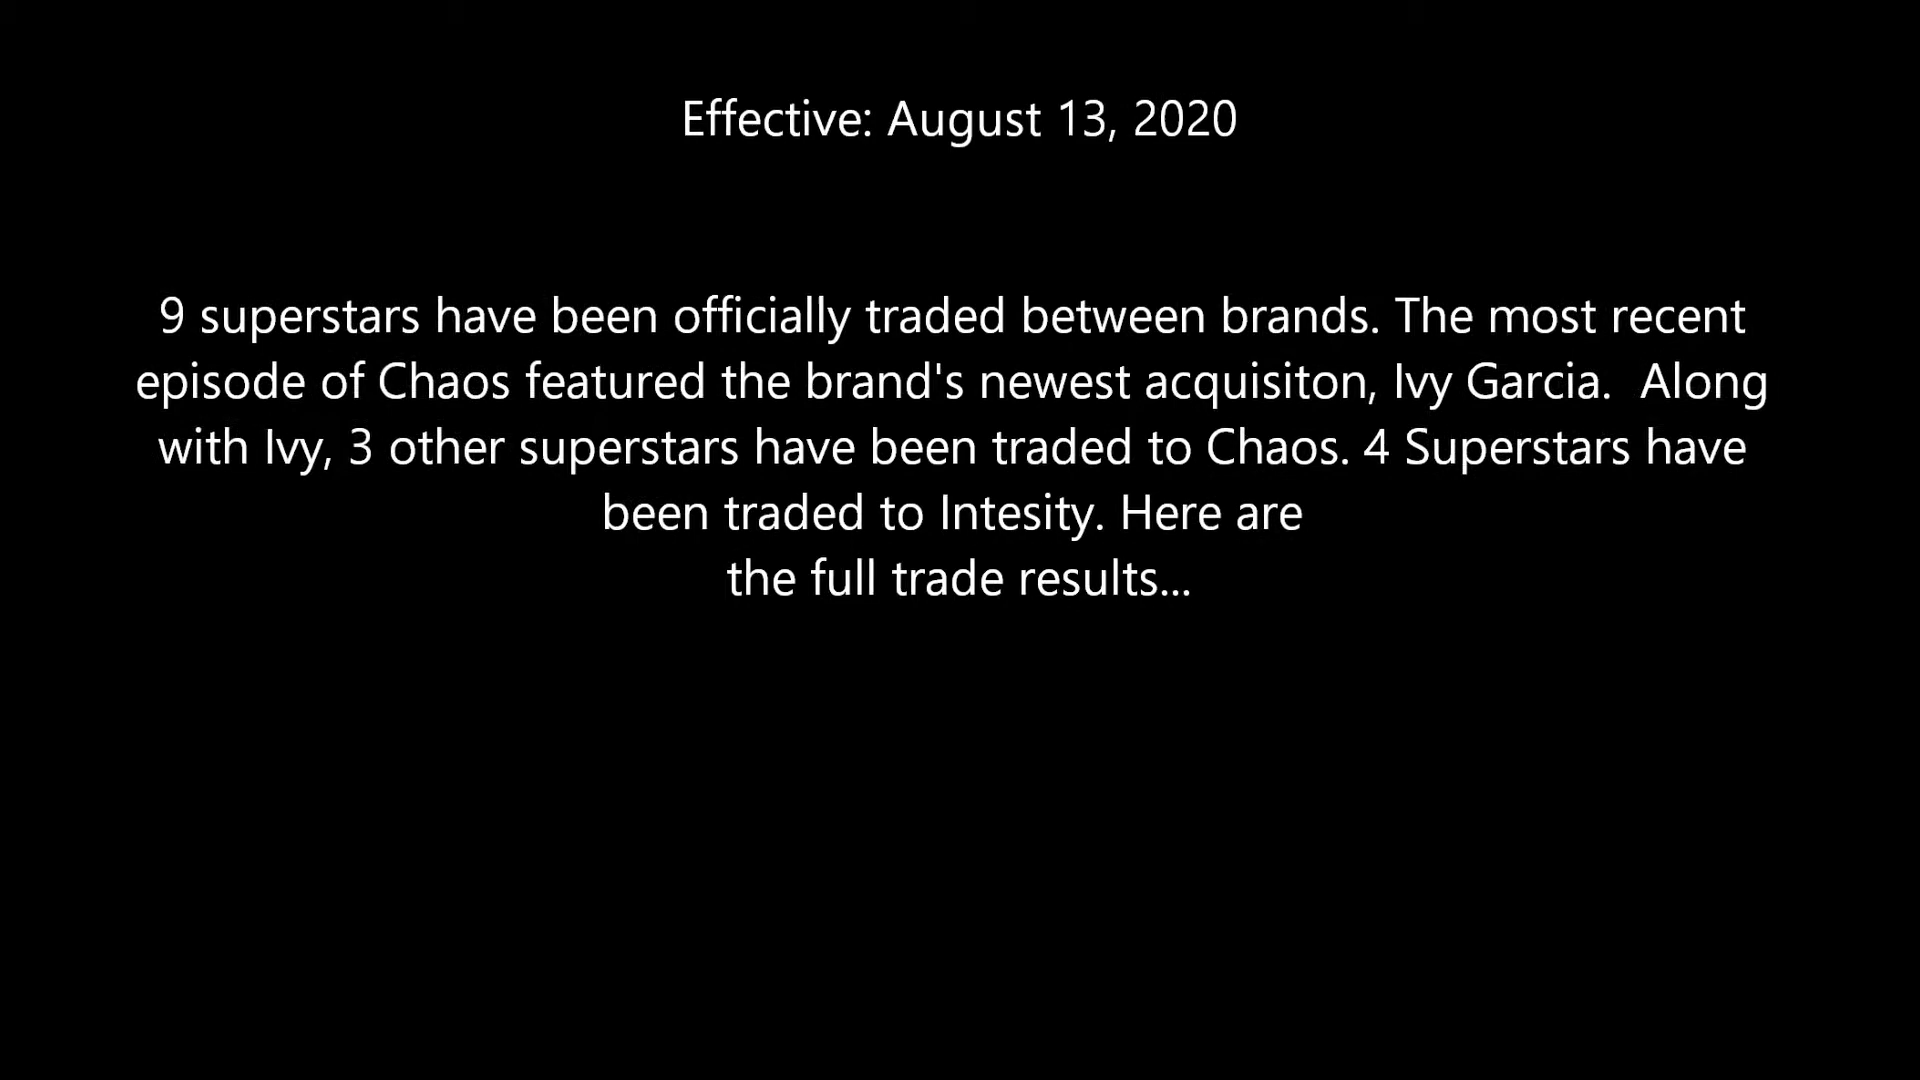 Effective: August 13, 2020
9 superstars have been officially traded between brands. The most recent
episode of Chaos featured the brand's newest acquisiton, Ivy Garcia.  Along
with Ivy, 3 other superstars have been traded to Chaos. 4 Superstars have
been traded to Intesity. Here are
the full trade results...